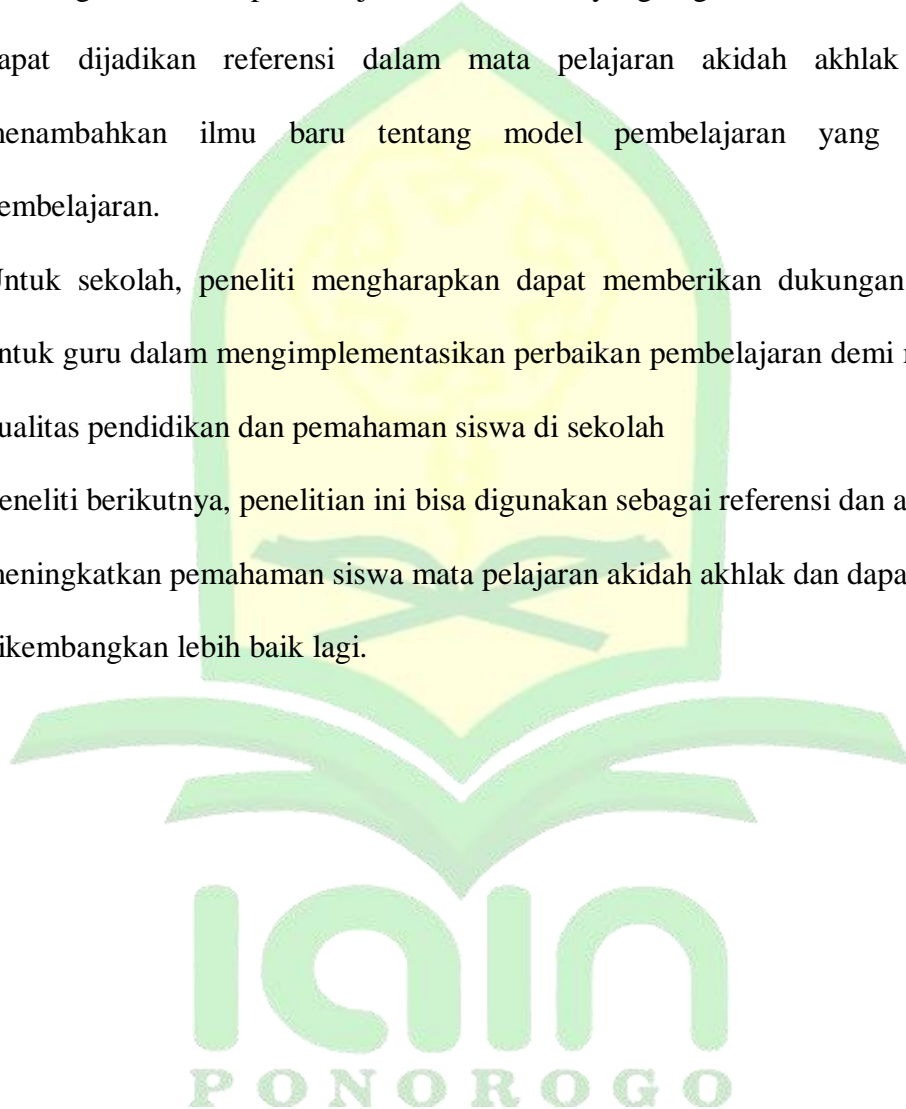 dapat dijadikan referensi dalam mata pelajaran akidah akhlak
menambahkan ilmu baru tentang model pembelajaran yang
pembelajaran.
Untuk sekolah, peneliti mengharapkan dapat memberikan dukungan
untuk guru dalam mengimplementasikan perbaikan pembelajaran demi
kualitas pendidikan dan pemahaman siswa di sekolah
Peneliti berikutnya, penelitian ini bisa digunakan sebagai referensi dan
meningkatkan pemahaman siswa mata pelajaran akidah akhlak dan
dikembangkan lebih baik lagi.
iain
PONOROGO